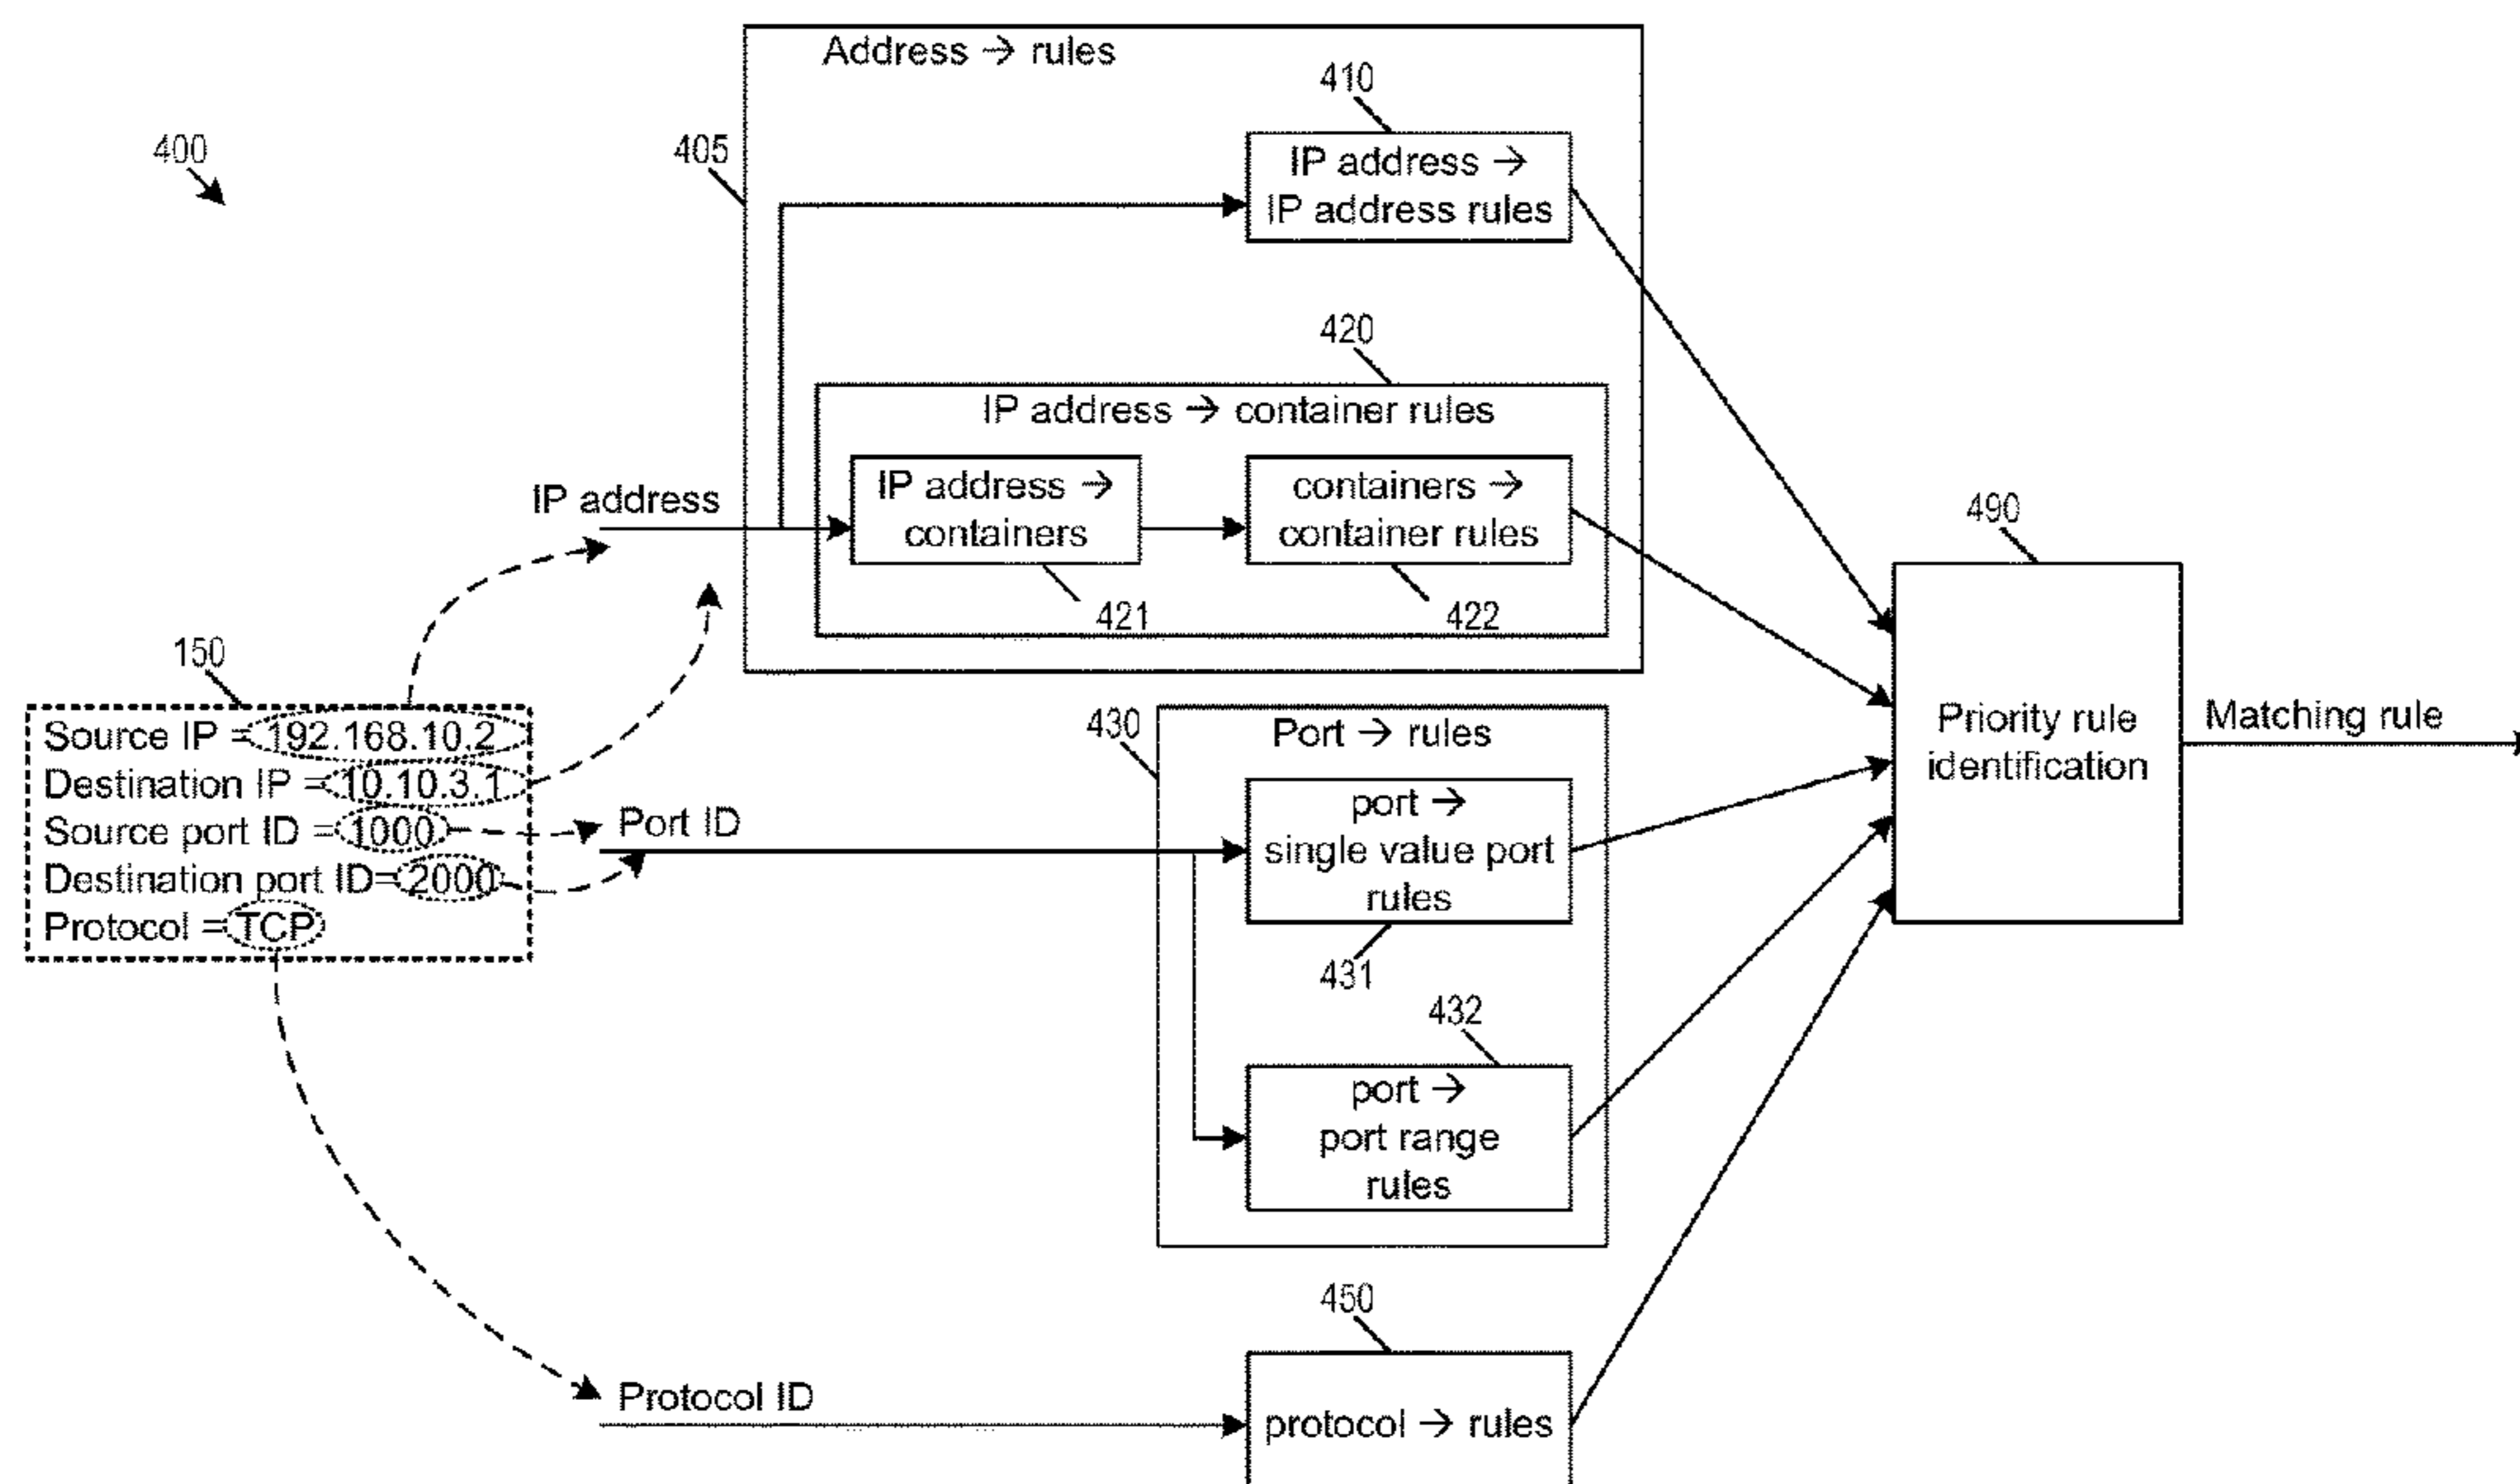 Address → rules
410
400
405
IP address →
IP address rules
420
IP address → container rules
IP address →
containers
containers →
container rules
IP address
490
421
422
150
Source IP = 192.168.10.2
Destination IP = 10.10.3.1
Source port ID = 1000
Destination port ID= 2000
Protocol = TCP
Port ID
430
Port → rules
port →
single value port
rules
431
432
port →
port range
rules
Priority rule
identification
Matching rule
450
Protocol ID
protocol → rules